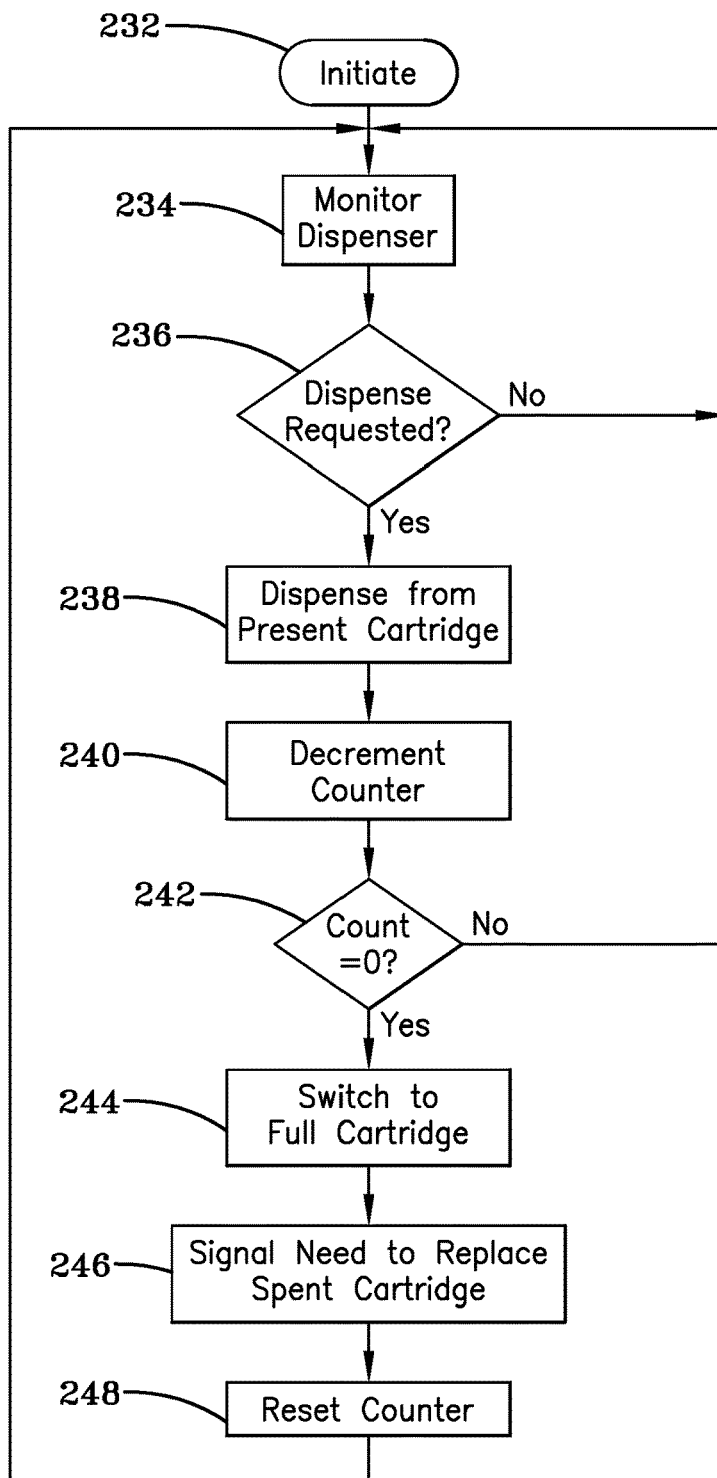 232
Initiate
234
Monitor
Dispenser
236
Dispense
Requested?
No
Yes
238
Dispense from
Present Cartridge
240
Decrement
Counter
242
Count
=0?
No
Yes
244
Switch to
Full Cartridge
246
Signal Need to Replace
Spent Cartridge
248
Reset Counter